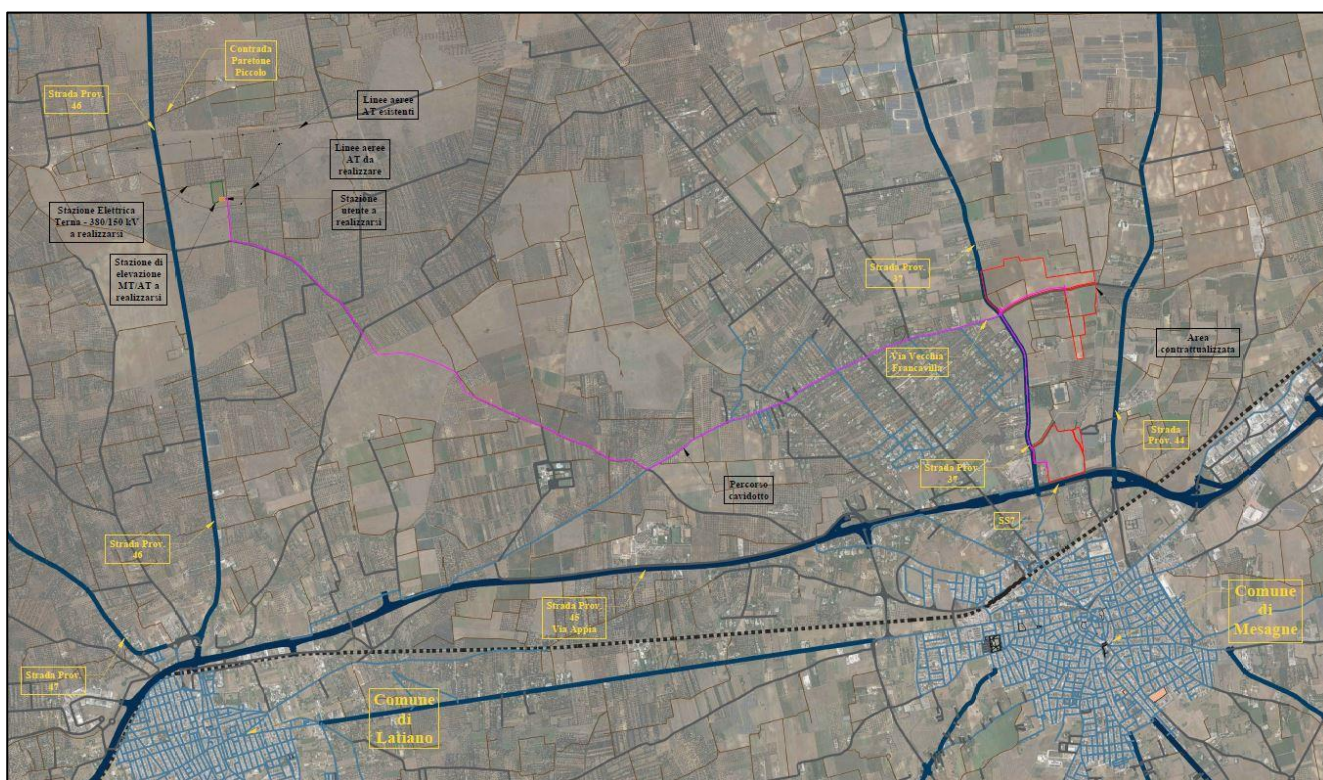 Contrada
Paretone
Piccolo
Strada Prov.
46
Linee aeree
AT esistenti
Linee aeree
AT da
realizzare
Stazione
utente a
realizzarsi
Stazione Elettrica
Terna - 380/150 kV
a realizzarsi
Stazione di
elevazione
MT/AT a
realizzarsi
Strada Prov.
37
Area
contrattualizzata
Via Vecchia
Francavilla
Strada
Prov. 44
Strada Prov.
37
Percorso
cavidotto
SS7
Strada Prov.
46
Strada Prov.
45
Via Appia
Comune
di
Mesagne
Strada Prov.
47
Comune
di
Latiano